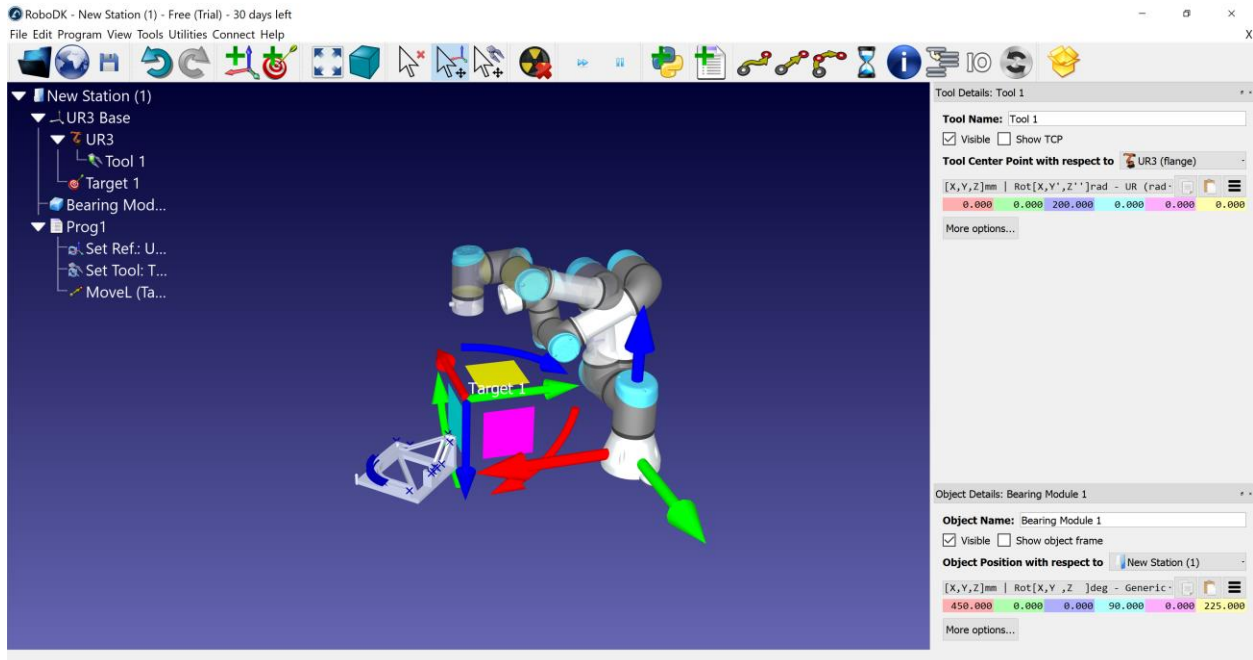 RoboDK - New Station (1) - Free (Trial) - 30 days left
File Edit Program View Tools Utilities Connect Help
X
IO
New Station (1)
UR3 Base
UR3
Tool 1
Target 1
Bearing Mod...
Prog1
Set Ref.: U...
Set Tool: T...
MoveL (Ta...
Target 1
Tool Details: Tool 1
Tool Name: Tool 1
Visible Show TCP
Tool Center Point with respect to UR3 (flange)
[X,Y,Z]mm | Rot[X,Y',Z'']rad - UR (rad
0.000 0.000 200.000 0.000 0.000 0.000
More options...
Object Details: Bearing Module 1
Object Name: Bearing Module 1
Visible Show object frame
Object Position with respect to New Station (1)
[X,Y,Z]mm | Rot[X,Y ,Z ]deg - Generic
450.000 0.000 0.000 90.000 0.000 225.000
More options...